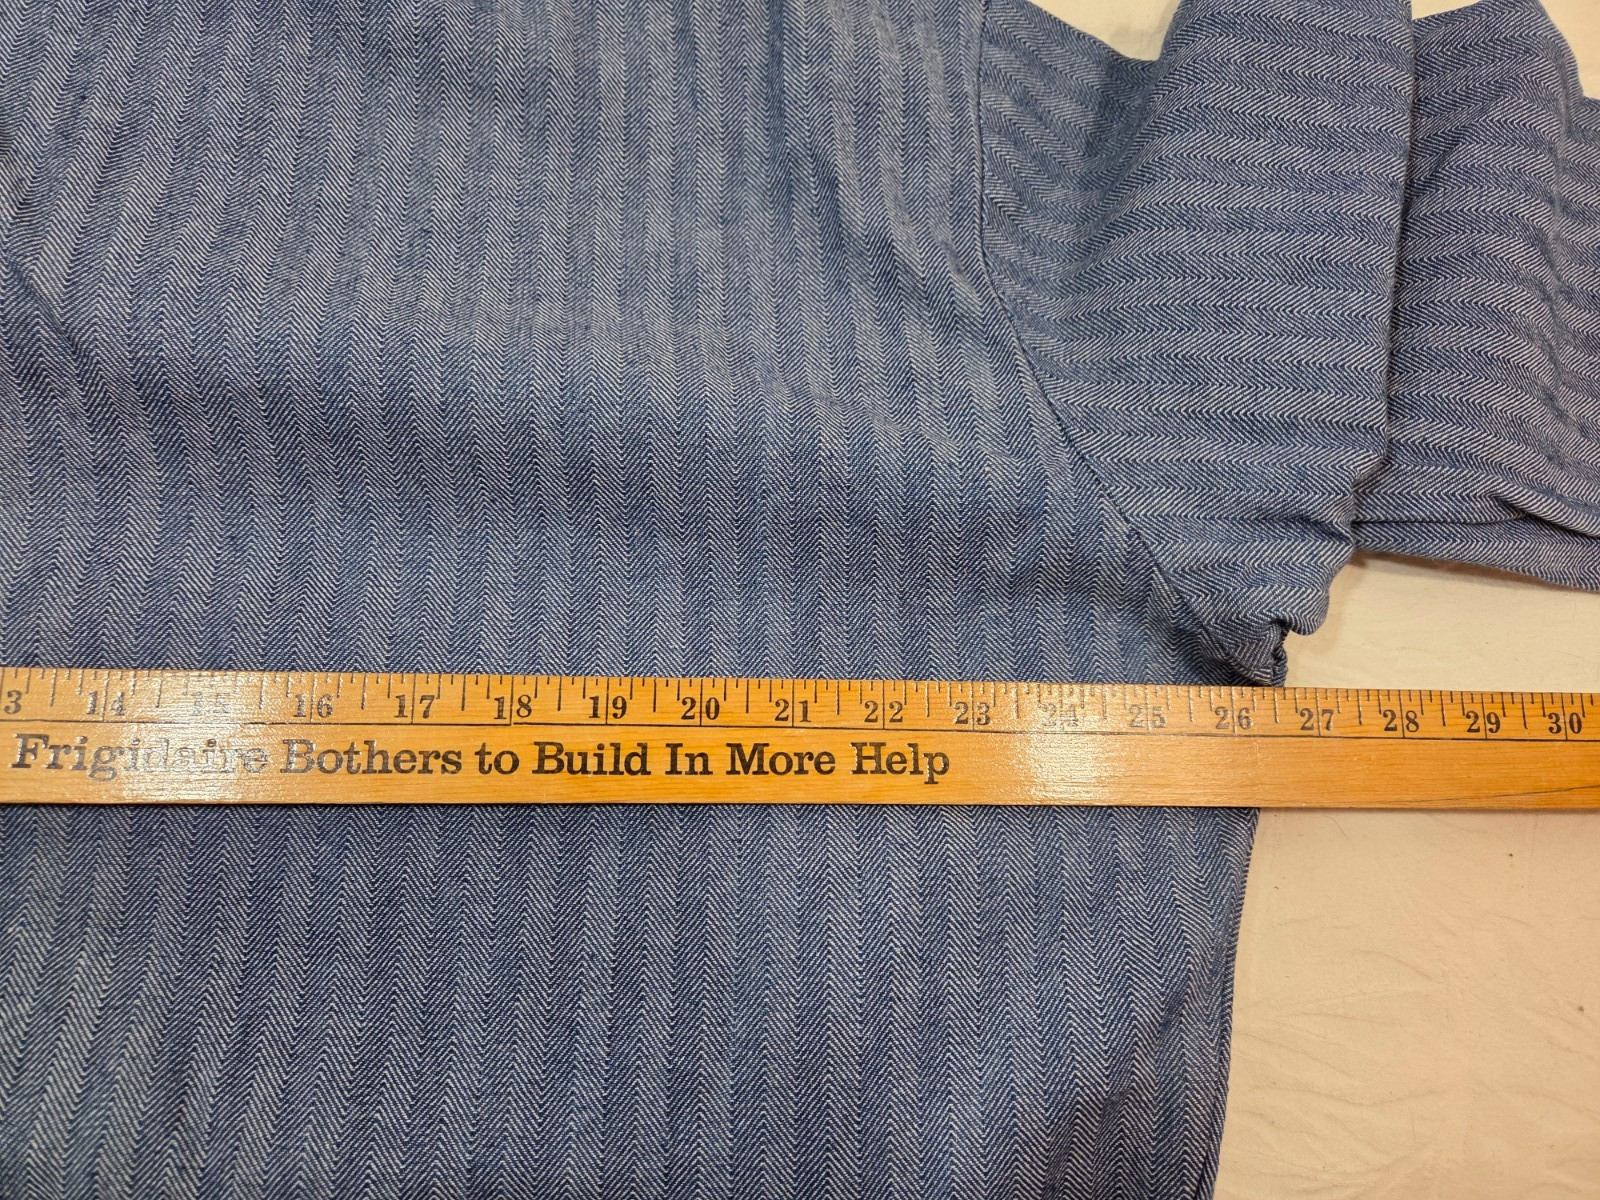 3 14 15 16 17 18 19 20 21 22 23 24 25 26 27 28 29 30
Frigidaire Bothers to Build In More Help